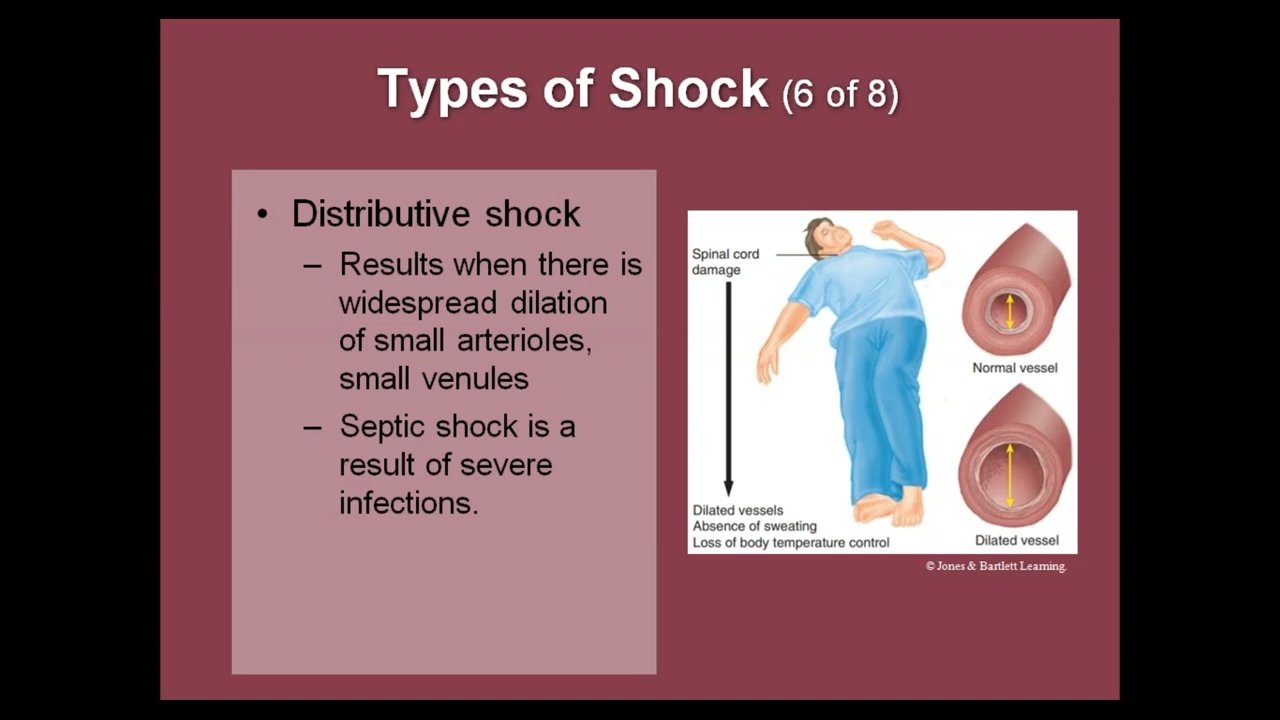 Types of Shock (6 of 8)
• Distributive shock
– Results when there is
widespread dilation
of small arterioles,
small venules
– Septic shock is a
result of severe
infections.
Spinal cord
damage
Dilated vessels
Absence of sweating
Loss of body temperature control
Normal vessel
Dilated vessel
© Jones & Bartlett Learning.